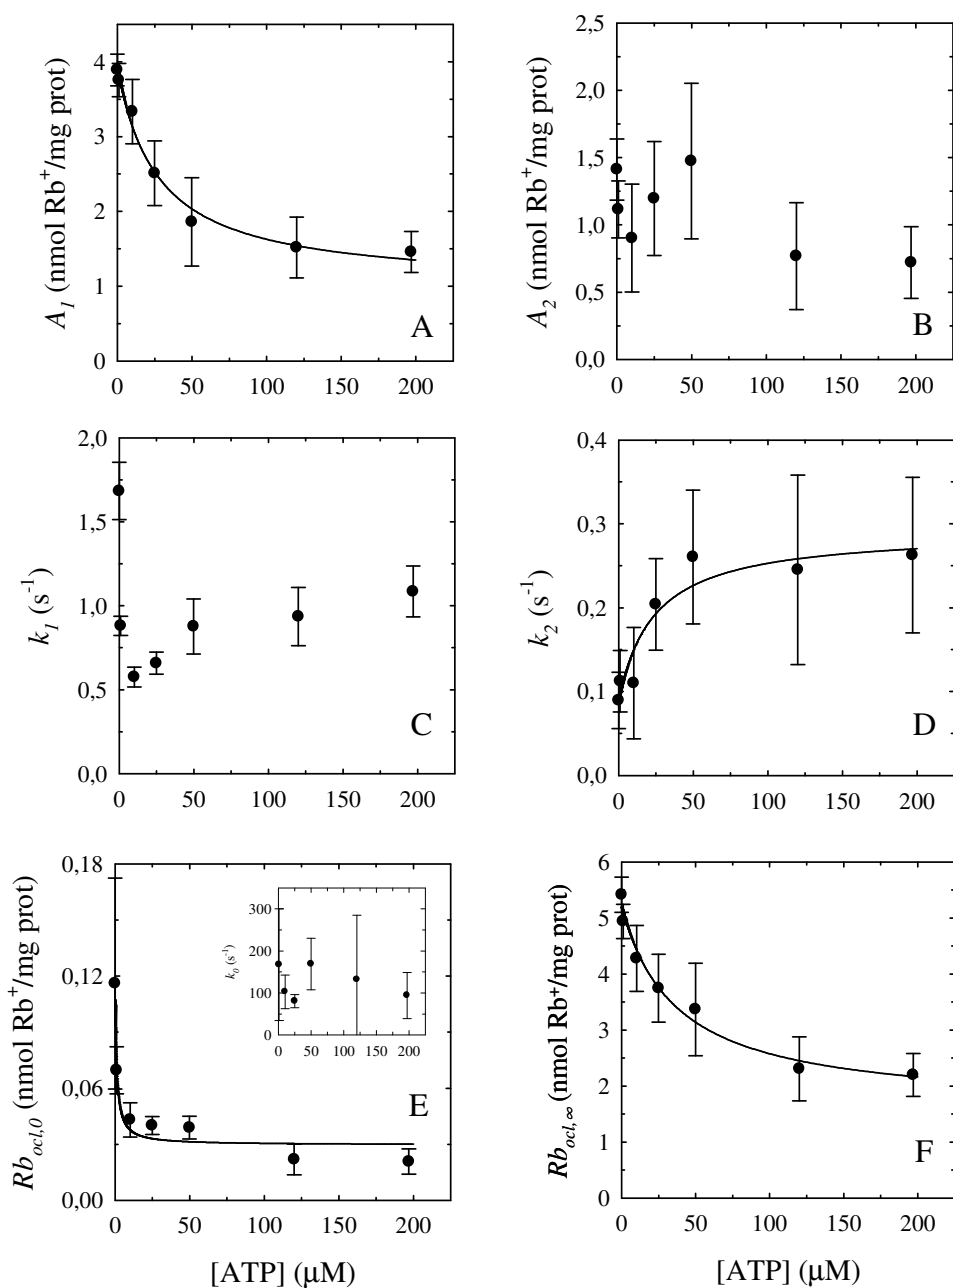 A₁ (nmol Rb⁺/mg prot)
4
3
2
1
0
0 50 100 150 200
A
A₂ (nmol Rb⁺/mg prot)
2,5
2,0
1,5
1,0
0,5
0,0
0 50 100 150 200
B
k₁ (s⁻¹)
2,0
1,5
1,0
0,5
0,0
0 50 100 150 200
C
k₂ (s⁻¹)
0,4
0,3
0,2
0,1
0,0
0 50 100 150 200
D
Rb_{ocl,0} (nmol Rb⁺/mg prot)
0.18
0.12
0.06
0.00
0 50 100 150 200
[ATP] (μM)
E
k₀ (s⁻¹)
300
200
100
0
0 50 100 150 200
Rb_{ocl,∞} (nmol Rb⁺/mg prot)
6
5
4
3
2
1
0
0 50 100 150 200
[ATP] (μM)
F